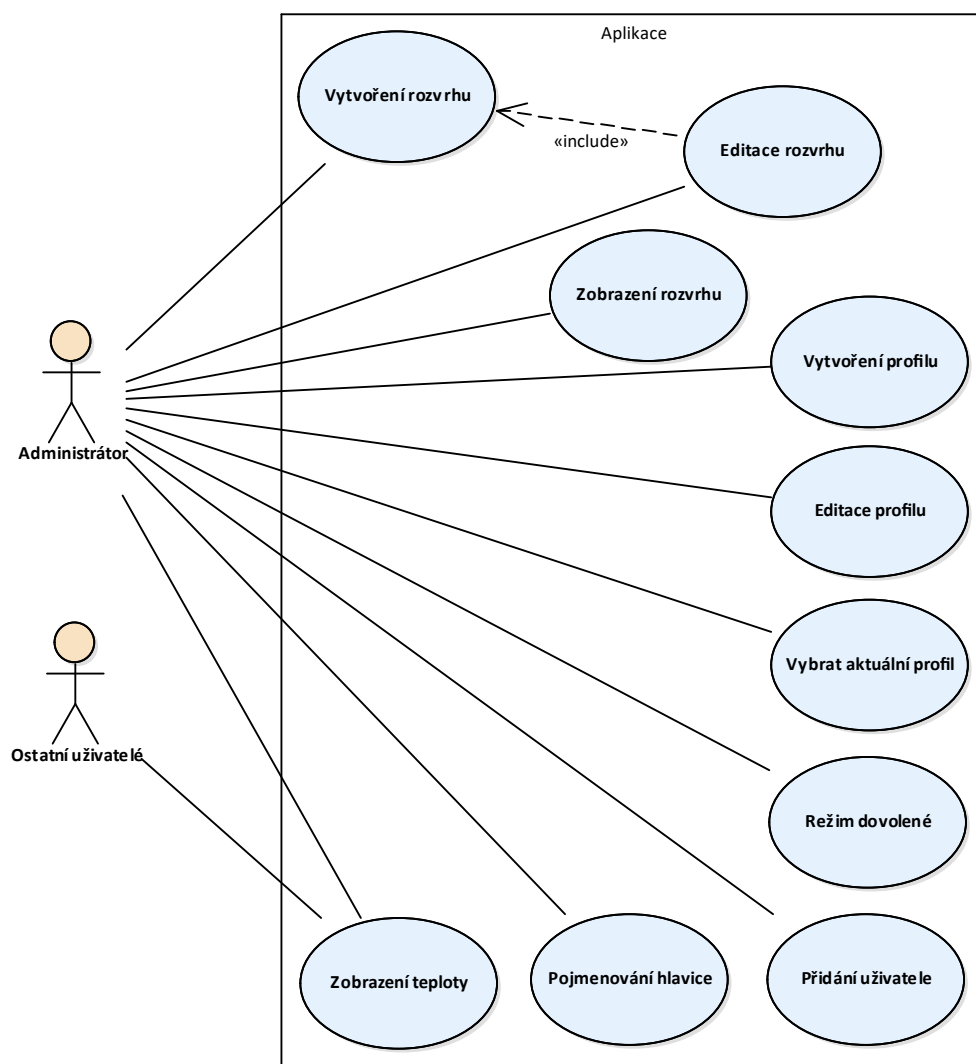 Aplikace
Vytvoření rozvrhu
«include»
Editace rozvrhu
Zobrazení rozvrhu
Vytvoření profilu
Administrátor
Editace profilu
Vybrat aktuální profil
Ostatní uživatelé
Režim dovolené
Zobrazení teploty
Pojmenování hlavice
Přidání uživatele